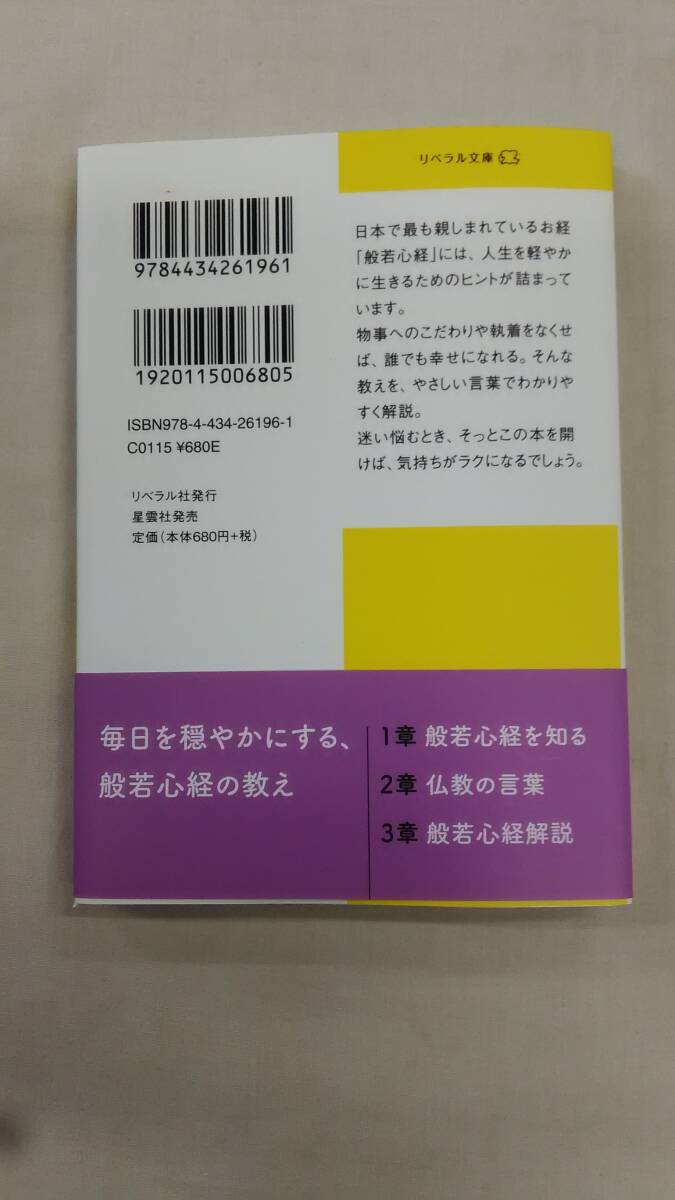 9784434261961
1920115006805
ISBN978-4-434-26196-1
C0115 ¥680E
リベラル社発行
星雲社発売
定価(本体680円+税)
リベラル文庫
日本で最も親しまれているお経
「般若心経」には、人生を軽やか
に生きるためのヒントが詰まって
います。
物事へのこだわりや執着をなくせ
ば、誰でも幸せになれる。そんな
教えを、やさしい言葉でわかりや
すく解説。
迷い悩むとき、そっとこの本を開
けば、気持ちがラクになるでしょう。
毎日を穏やかにする、
般若心経の教え
1章 般若心経を知る
2章 仏教の言葉
3章 般若心経解説